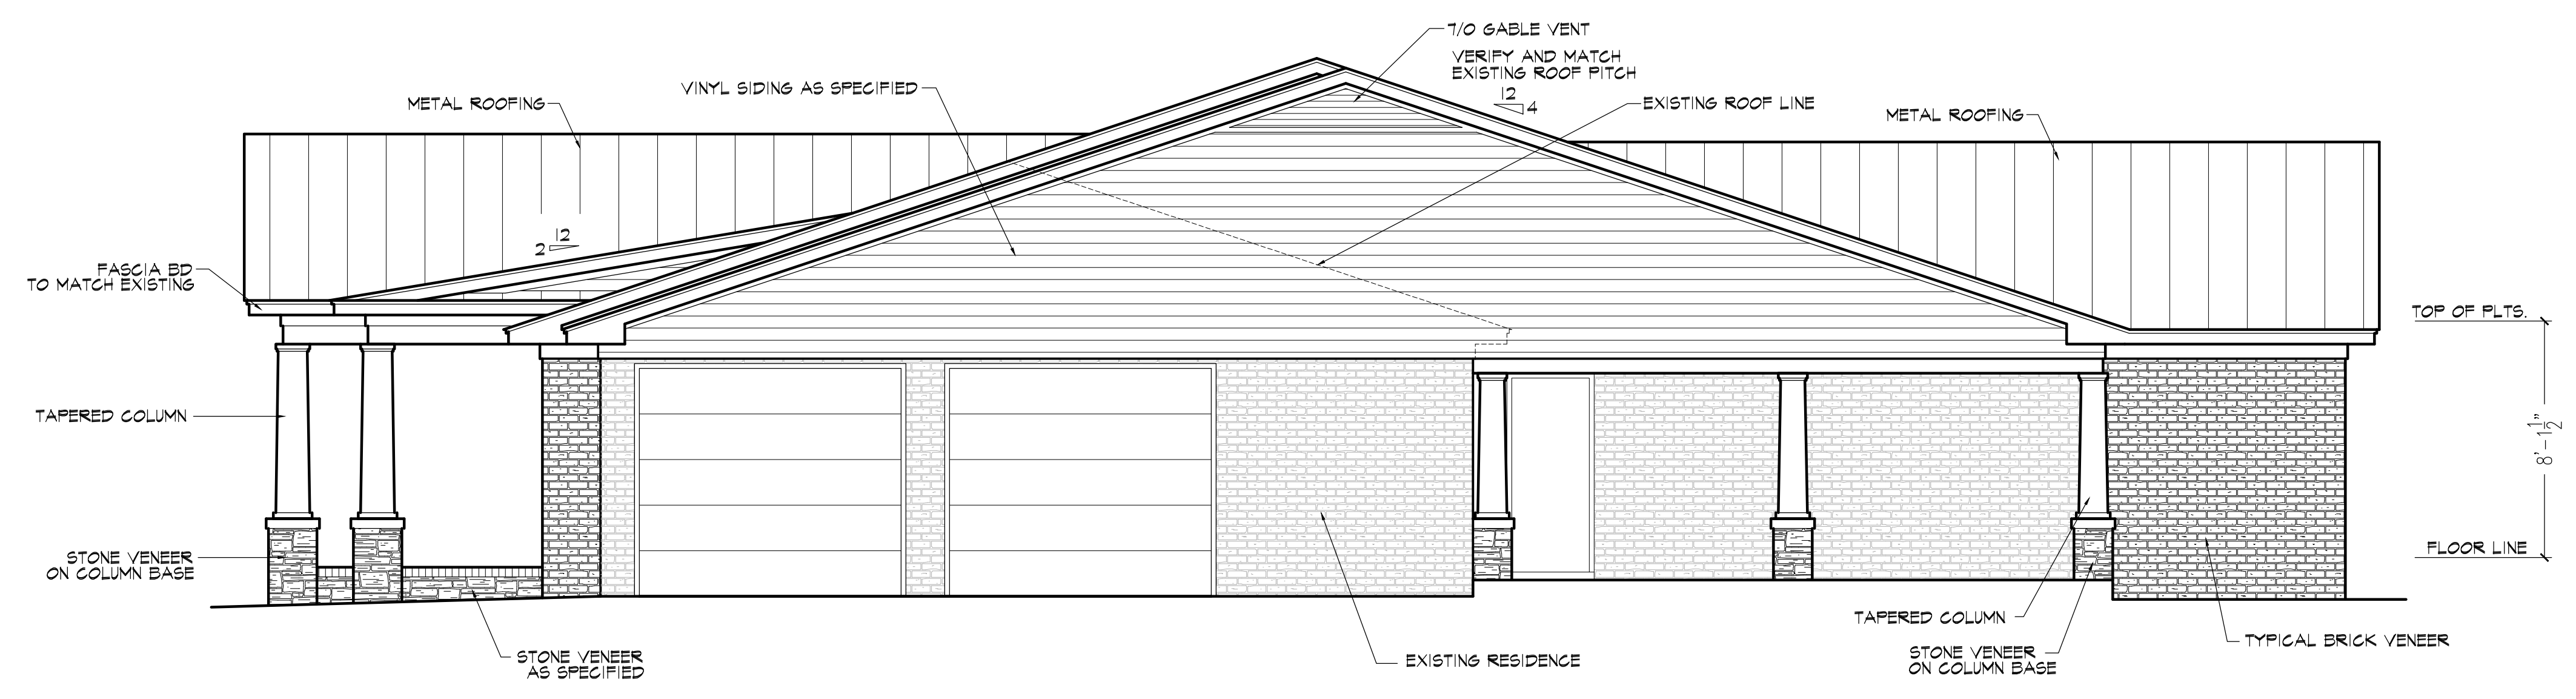 7/0 GABLE VENT
VERIFY AND MATCH
EXISTING ROOF PITCH
12
4
VINYL SIDING AS SPECIFIED
METAL ROOFING
EXISTING ROOF LINE
METAL ROOFING
12
2
FASCIA BD
TO MATCH EXISTING
TOP OF PLTS.
TAPERED COLUMN
8'-1 1/2"
STONE VENEER
ON COLUMN BASE
FLOOR LINE
TAPERED COLUMN
STONE VENEER
AS SPECIFIED
EXISTING RESIDENCE
STONE VENEER
ON COLUMN BASE
TYPICAL BRICK VENEER